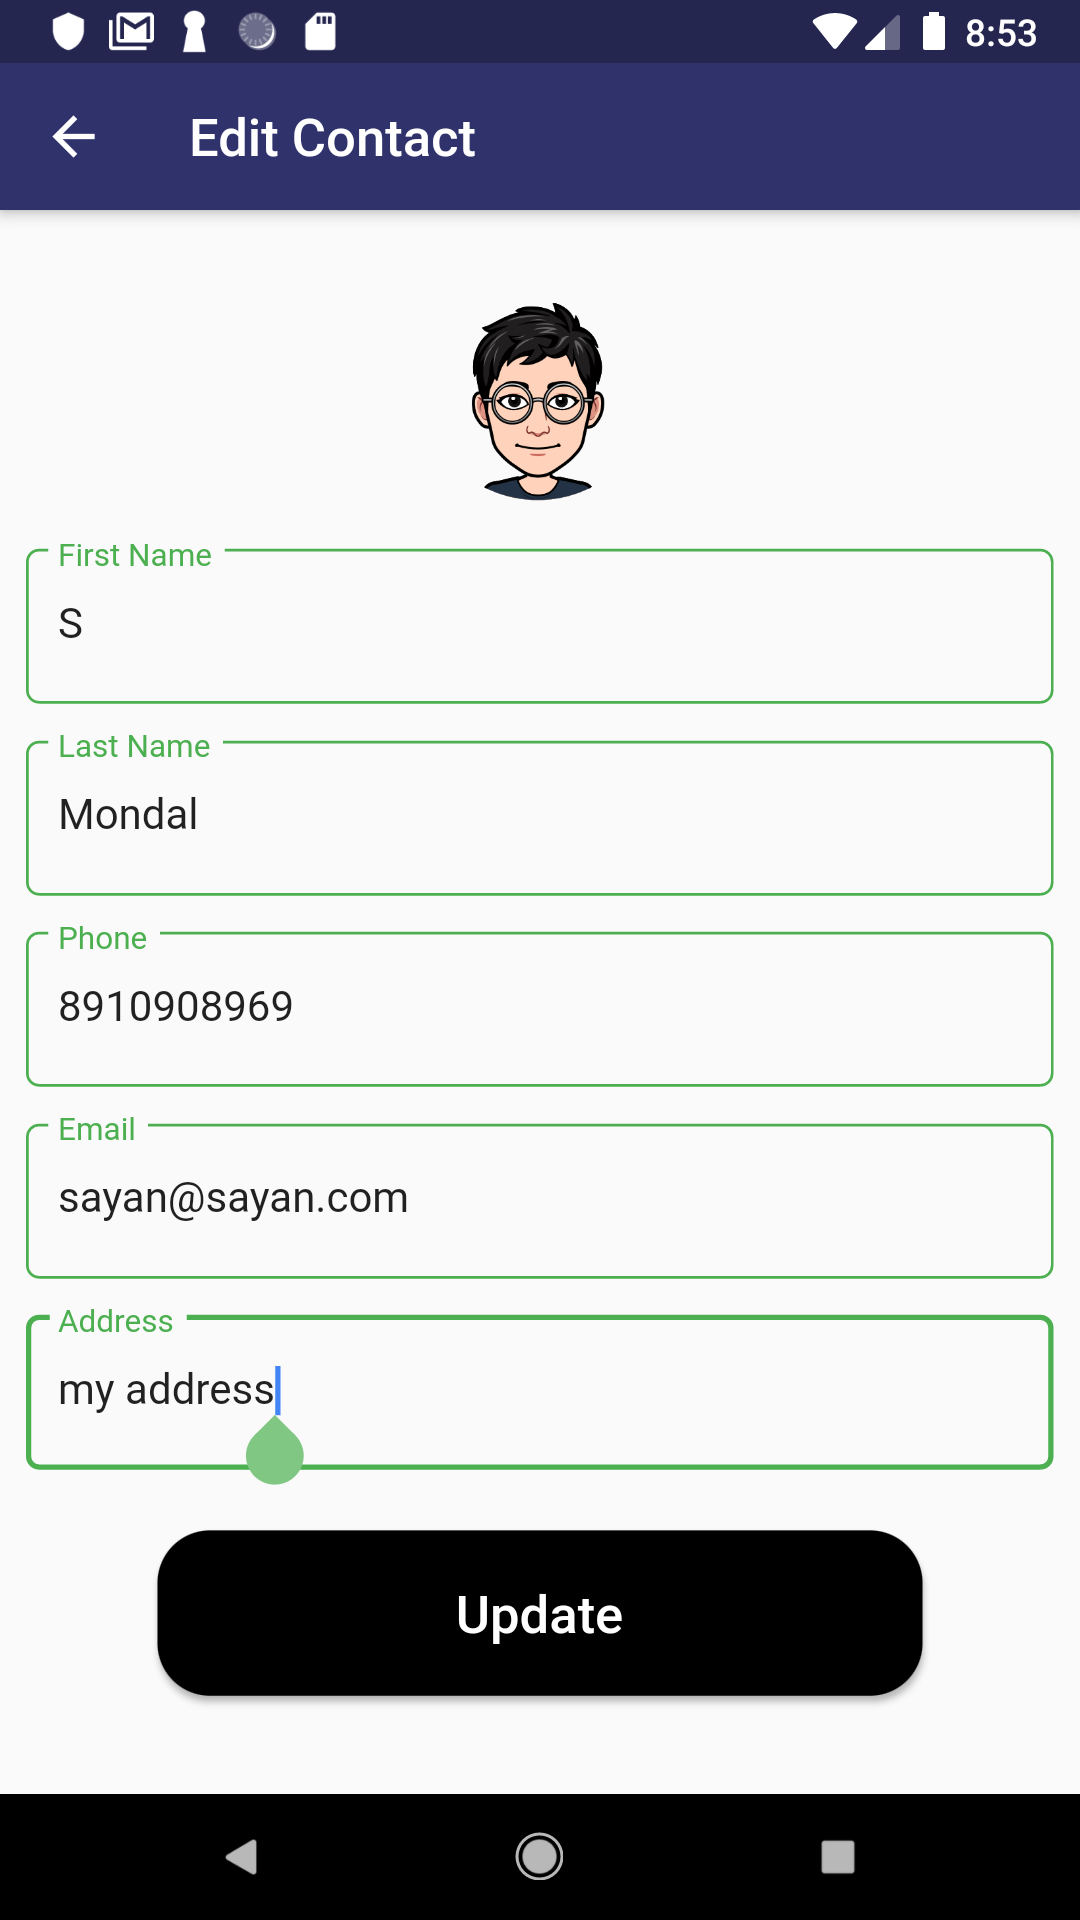 8:53
Edit Contact
First Name
S
Last Name
Mondal
Phone
8910908969
Email
sayan@sayan.com
Address
my address
Update